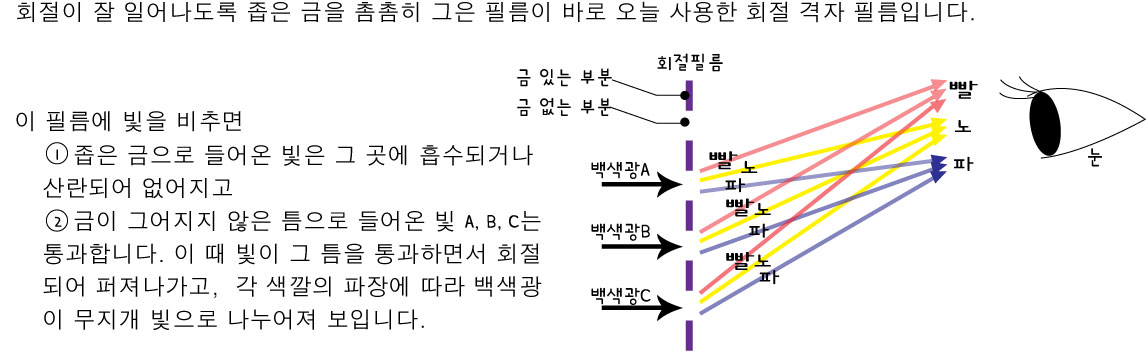 회절이 잘 일어나도록 좁은 금을 촘촘히 그은 필름이 바로 오늘 사용한 회절 격자 필름입니다.
이 필름에 빛을 비추면
① 좁은 금으로 들어온 빛은 그 곳에 흡수되거나
산란되어 없어지고
② 금이 그어지지 않은 틈으로 들어온 빛 A, B, C는
통과합니다. 이 때 빛이 그 틈을 통과하면서 회절
되어 퍼져나가고, 각 색깔의 파장에 따라 백색광
이 무지개 빛으로 나누어져 보입니다.
회절필름
금 있는 부분
금 없는 부분
백색광A
빨 노
파
백색광B
빨 노
파
백색광C
빨 노
파
빨
노
파
눈